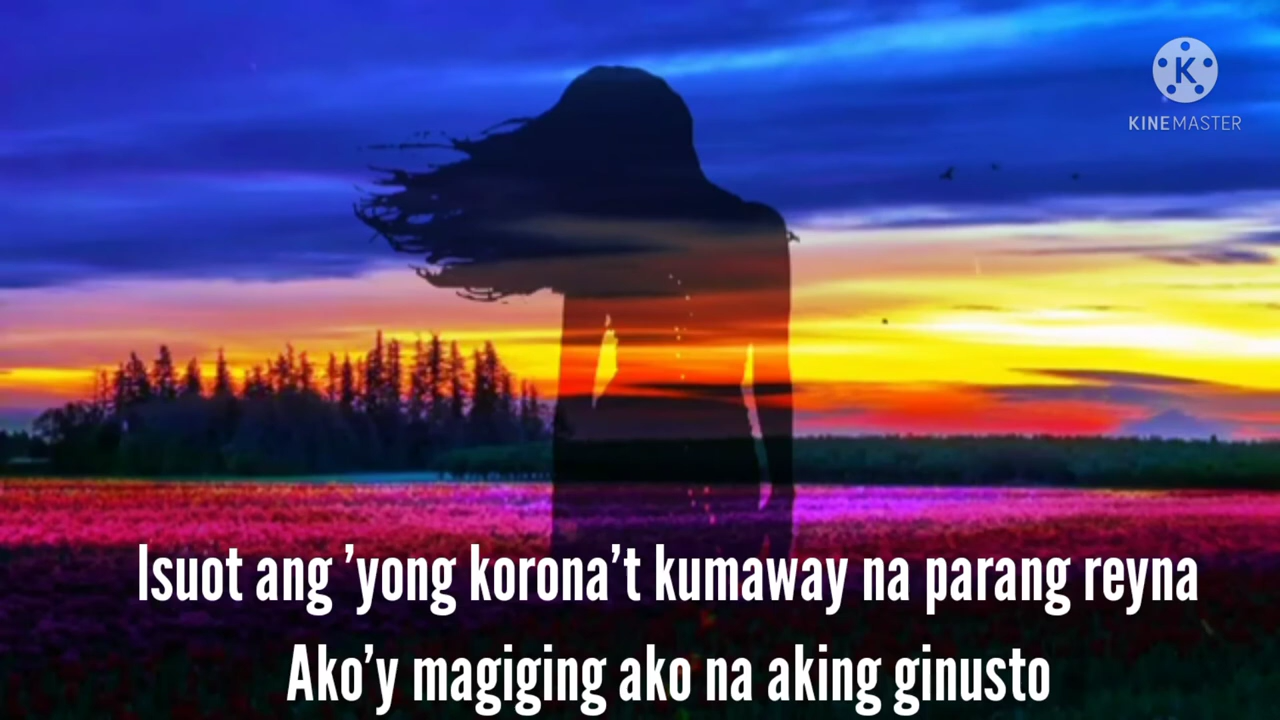 KINEMASTER
Isuot ang ’yong korona’t kumaway na parang reyna
Ako’y magiging ako na aking ginusto